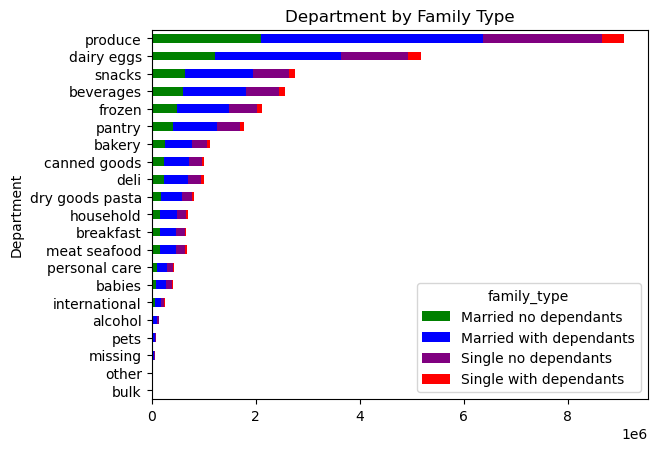 Department by Family Type
Department
produce
dairy eggs
snacks
beverages
frozen
pantry
bakery
canned goods
deli
dry goods pasta
household
breakfast
meat seafood
personal care
babies
international
alcohol
pets
missing
other
bulk
family_type
Married no dependants
Married with dependants
Single no dependants
Single with dependants
0 2 4 6 8
1e6